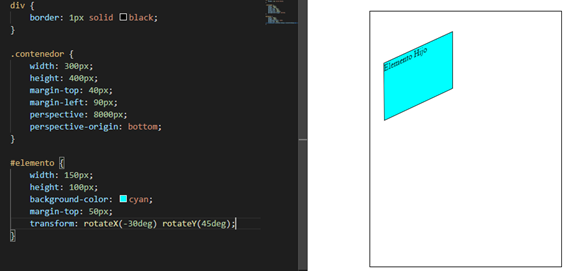 div {
border: 1px solid black;
}
.contenedor {
width: 300px;
height: 400px;
margin-top: 40px;
margin-left: 90px;
perspective: 8000px;
perspective-origin: bottom;
}
#elemento {
width: 150px;
height: 100px;
background-color: cyan;
margin-top: 50px;
transform: rotateX(-30deg) rotateY(45deg);
}
Elemento Hijo